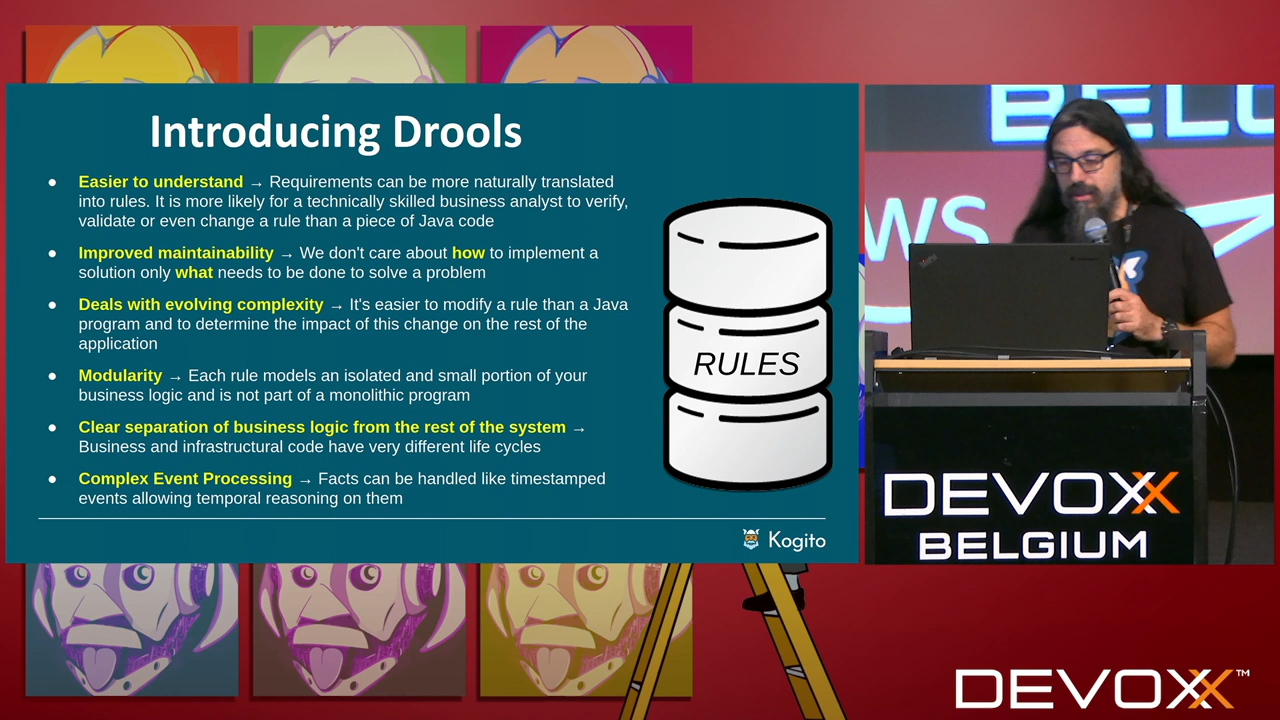 Introducing Drools
● Easier to understand → Requirements can be more naturally translated
into rules. It is more likely for a technically skilled business analyst to verify,
validate or even change a rule than a piece of Java code
● Improved maintainability → We don't care about how to implement a
solution only what needs to be done to solve a problem
● Deals with evolving complexity → It's easier to modify a rule than a Java
program and to determine the impact of this change on the rest of the
application
● Modularity → Each rule models an isolated and small portion of your
business logic and is not part of a monolithic program
● Clear separation of business logic from the rest of the system →
Business and infrastructural code have very different life cycles
● Complex Event Processing → Facts can be handled like timestamped
events allowing temporal reasoning on them
RULES
Kogito
BELG
WS
DEVOXX
BELGIUM
DEVOXX™